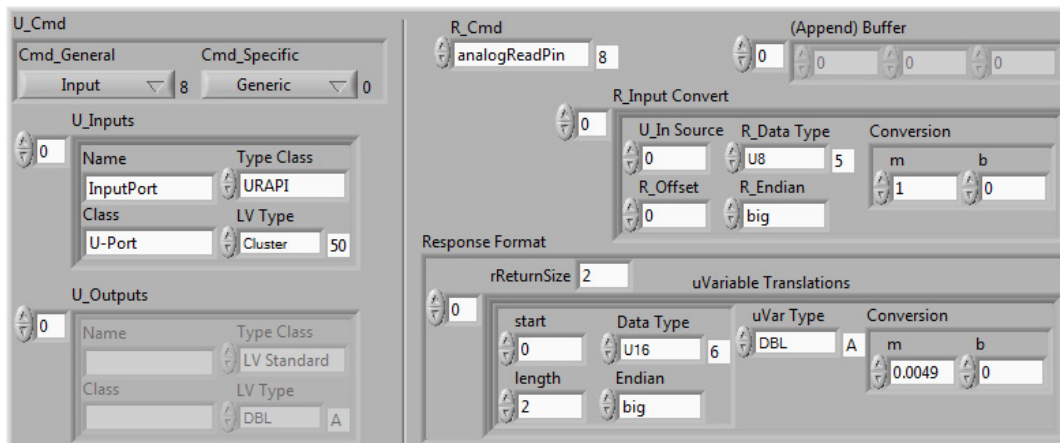 U_Cmd
Cmd_General Cmd_Specific
Input 8 Generic 0
U_Inputs
0
Name Type Class
InputPort URAPI
Class LV Type
U-Port Cluster 50
U_Outputs
0
Name Type Class
LV Standard
Class LV Type
DBL A
R_Cmd
analogReadPin 8
(Append) Buffer
0 0 0 0
R_Input Convert
0
U_In Source R_Data Type Conversion
0 U8 5 m b
1 0
R_Offset R_Endian
0 big
Response Format
rReturnSize 2
uVariable Translations
0
start Data Type uVar Type Conversion
0 U16 6 DBL A m b
0.0049 0
length Endian
2 big